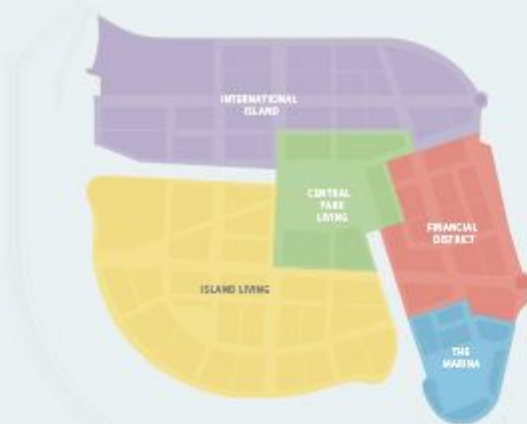 INTERNATIONAL
ISLAND
CENTRAL
PARK
LIVING
FINANCIAL
DISTRICT
ISLAND LIVING
THE
MARINA